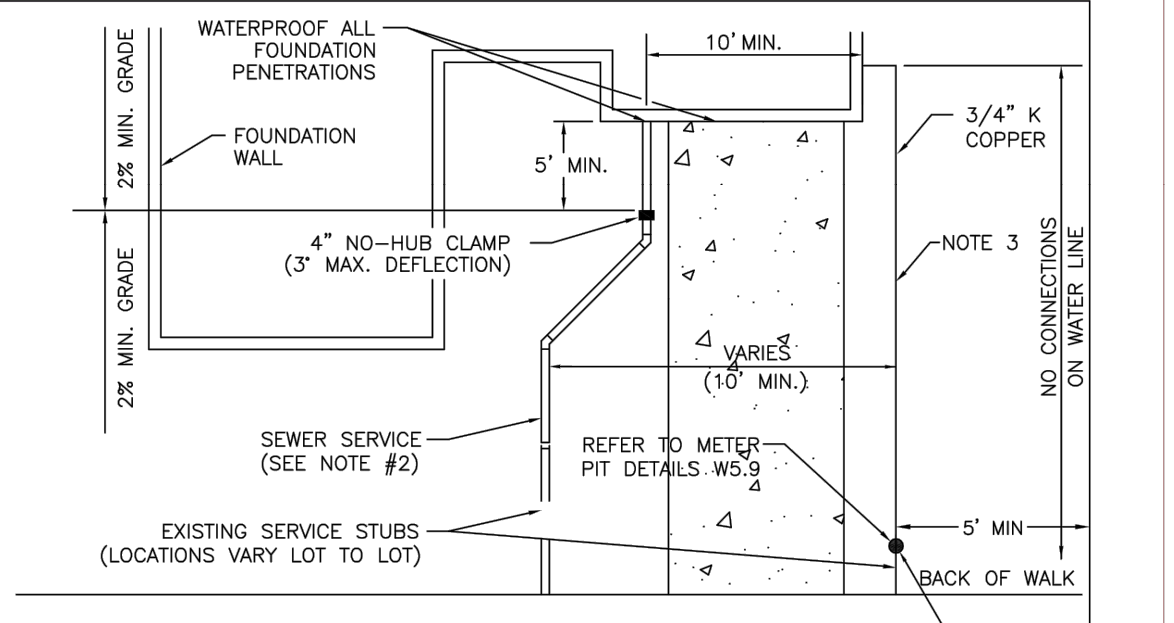 WATERPROOF ALL
FOUNDATION
PENETRATIONS
10' MIN.
2% MIN. GRADE
FOUNDATION
WALL
3/4" K
COPPER
5' MIN.
4" NO-HUB CLAMP
(3° MAX. DEFLECTION)
NOTE 3
NO CONNECTIONS
ON WATER LINE
2% MIN. GRADE
VARIES
(10' MIN.)
SEWER SERVICE
(SEE NOTE #2)
REFER TO METER
PIT DETAILS W5.9
EXISTING SERVICE STUBS
(LOCATIONS VARY LOT TO LOT)
5' MIN
BACK OF WALK